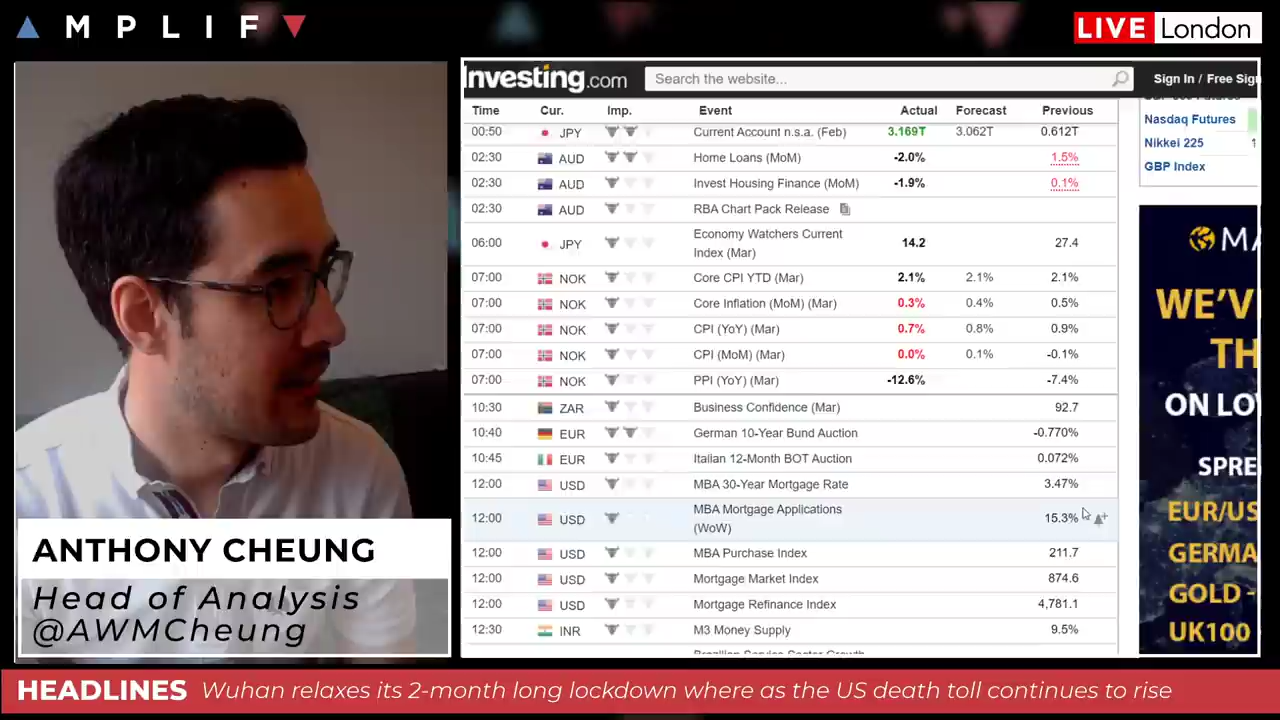 AMPLIFY
LIVE London
Investing.com
Search the website...
Sign In / Free Sign
Time Cur. Imp. Event Actual Forecast Previous
00:50 JPY Current Account n.s.a. (Feb) 3.169T 3.062T 0.612T
02:30 AUD Home Loans (MoM) -2.0% 1.5%
02:30 AUD Invest Housing Finance (MoM) -1.9% 0.1%
02:30 AUD RBA Chart Pack Release
06:00 JPY Economy Watchers Current Index (Mar) 14.2 27.4
07:00 NOK Core CPI YTD (Mar) 2.1% 2.1% 2.1%
07:00 NOK Core Inflation (MoM) (Mar) 0.3% 0.4% 0.5%
07:00 NOK CPI (YoY) (Mar) 0.7% 0.8% 0.9%
07:00 NOK CPI (MoM) (Mar) 0.0% 0.1% -0.1%
07:00 NOK PPI (YoY) (Mar) -12.6% -7.4%
10:30 ZAR Business Confidence (Mar) 92.7
10:40 EUR German 10-Year Bund Auction -0.770%
10:45 EUR Italian 12-Month BOT Auction 0.072%
12:00 USD MBA 30-Year Mortgage Rate 3.47%
12:00 USD MBA Mortgage Applications (WoW) 15.3%
12:00 USD MBA Purchase Index 211.7
12:00 USD Mortgage Market Index 874.6
12:00 USD Mortgage Refinance Index 4,781.1
12:30 INR M3 Money Supply 9.5%
Nasdaq Futures
Nikkei 225
GBP Index
MA
WE'V
TH
ON LO
SPRE
EUR/US
GERMA
GOLD -
UK100
ANTHONY CHEUNG
Head of Analysis
@AWMCheung
HEADLINES Wuhan relaxes its 2-month long lockdown where as the US death toll continues to rise